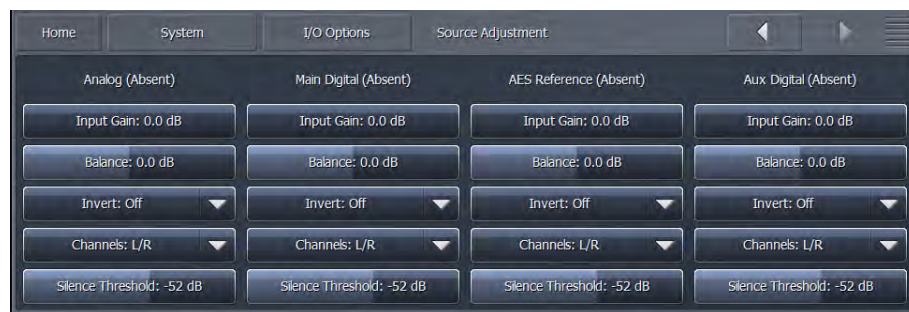 Home System I/O Options Source Adjustment
Analog (Absent) Main Digital (Absent) AES Reference (Absent) Aux Digital (Absent)
Input Gain: 0.0 dB Input Gain: 0.0 dB Input Gain: 0.0 dB Input Gain: 0.0 dB
Balance: 0.0 dB Balance: 0.0 dB Balance: 0.0 dB Balance: 0.0 dB
Invert: Off Invert: Off Invert: Off Invert: Off
Channels: L/R Channels: L/R Channels: L/R Channels: L/R
Silence Threshold: -52 dB Silence Threshold: -52 dB Silence Threshold: -52 dB Silence Threshold: -52 dB